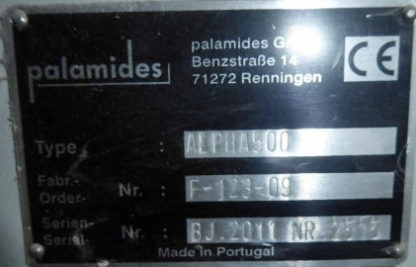 palamides
palamides
Benzstraße 14
71272 Renningen
CE
Type : ALPHA500
Fabr.-
Order- Nr. : F-123-09
Serien-
Serial- Nr. : BJ.2011 NR.
Made in Portugal